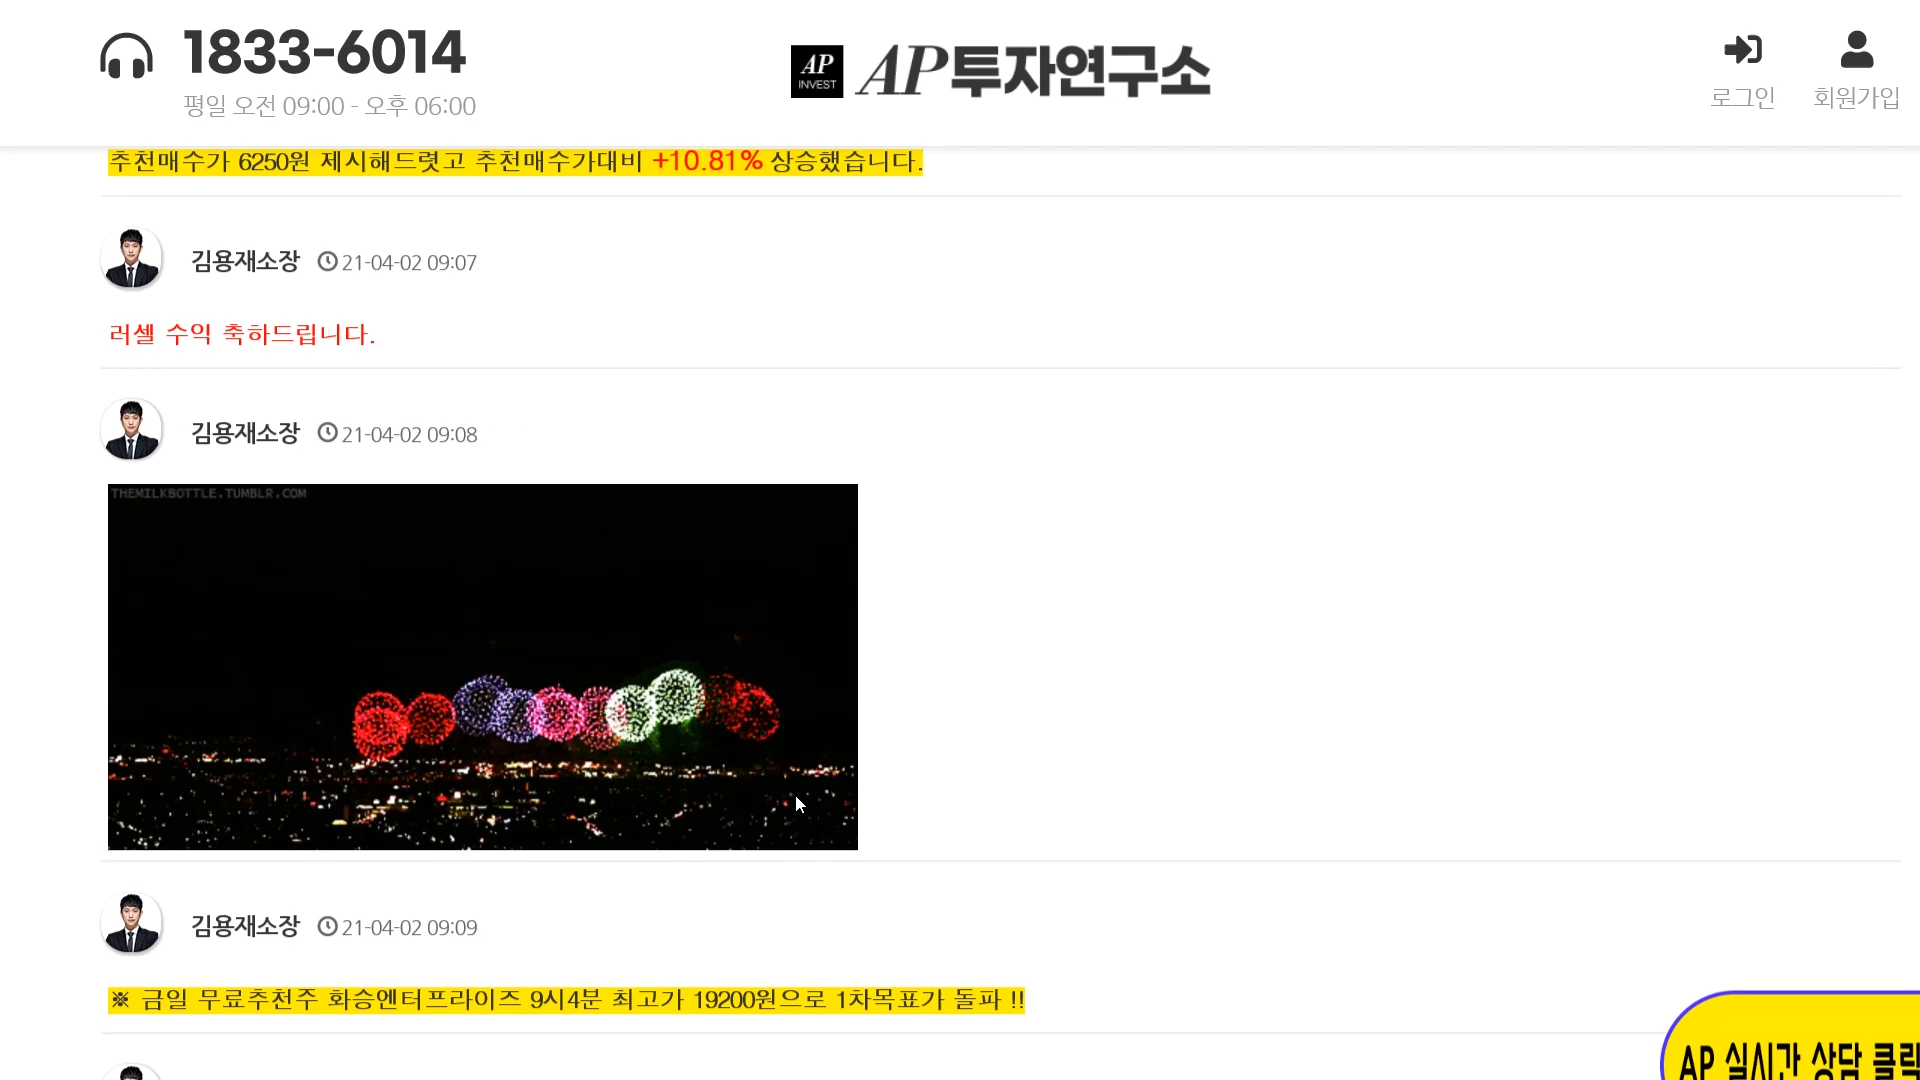 1833-6014
평일 오전 09:00 - 오후 06:00
AP
INVEST
AP투자연구소
로그인
회원가입
추천매수가 6250원 제시해드렷고 추천매수가대비 +10.81% 상승했습니다.
김용재소장 21-04-02 09:07
러셀 수익 축하드립니다.
김용재소장 21-04-02 09:08
THEMILKBOTTLE.TUMBLR.COM
김용재소장 21-04-02 09:09
※ 금일 무료추천주 화승엔터프라이즈 9시4분 최고가 19200원으로 1차목표가 돌파 !!
AP 실시간 상담 클릭